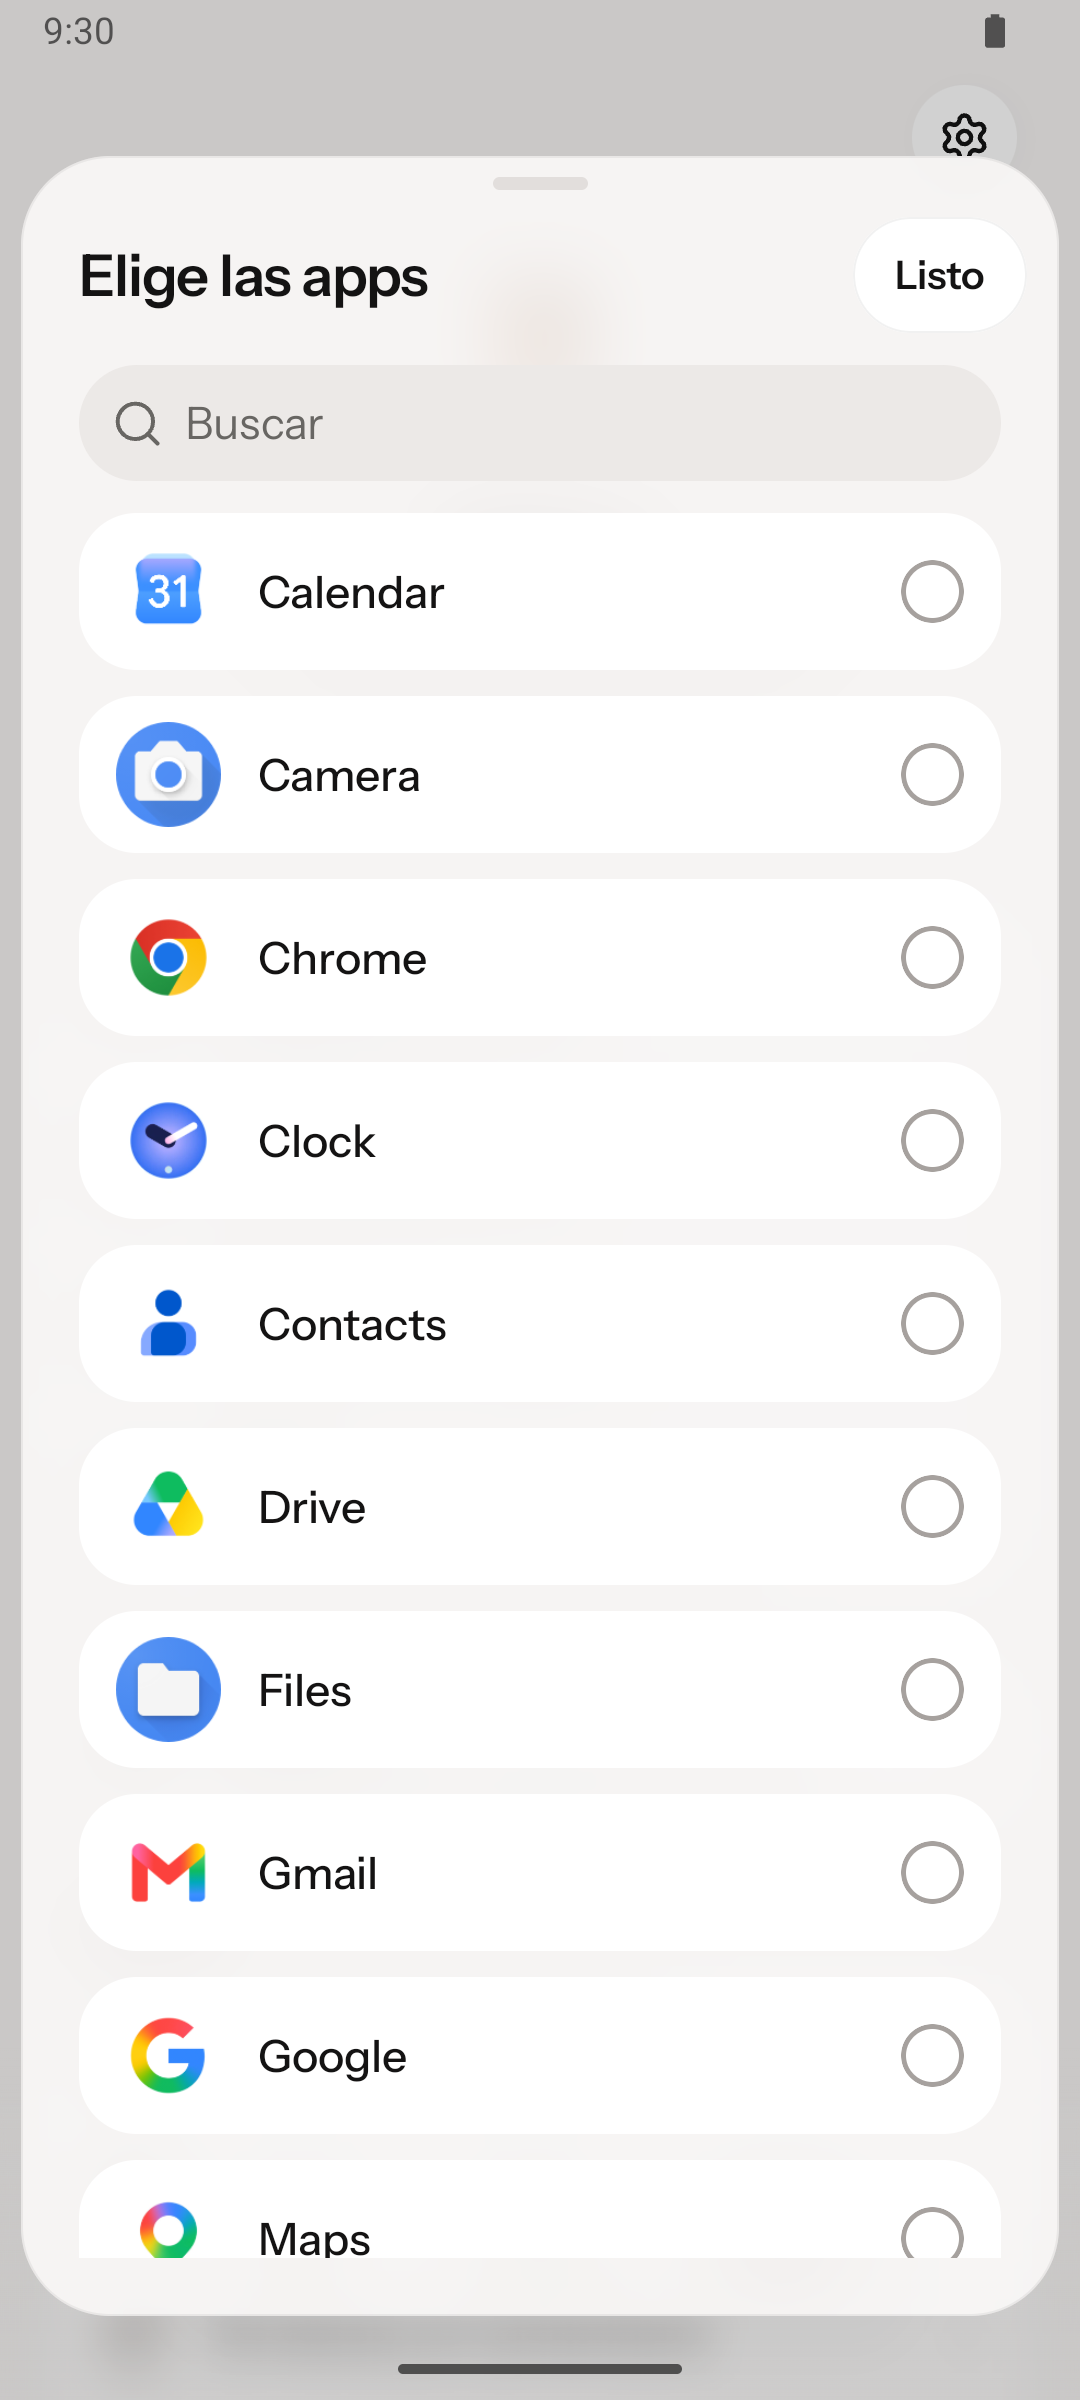 9:30
Elige las apps
Listo
Buscar
31
Calendar
Camera
Chrome
Clock
Contacts
Drive
Files
Gmail
Google
Maps